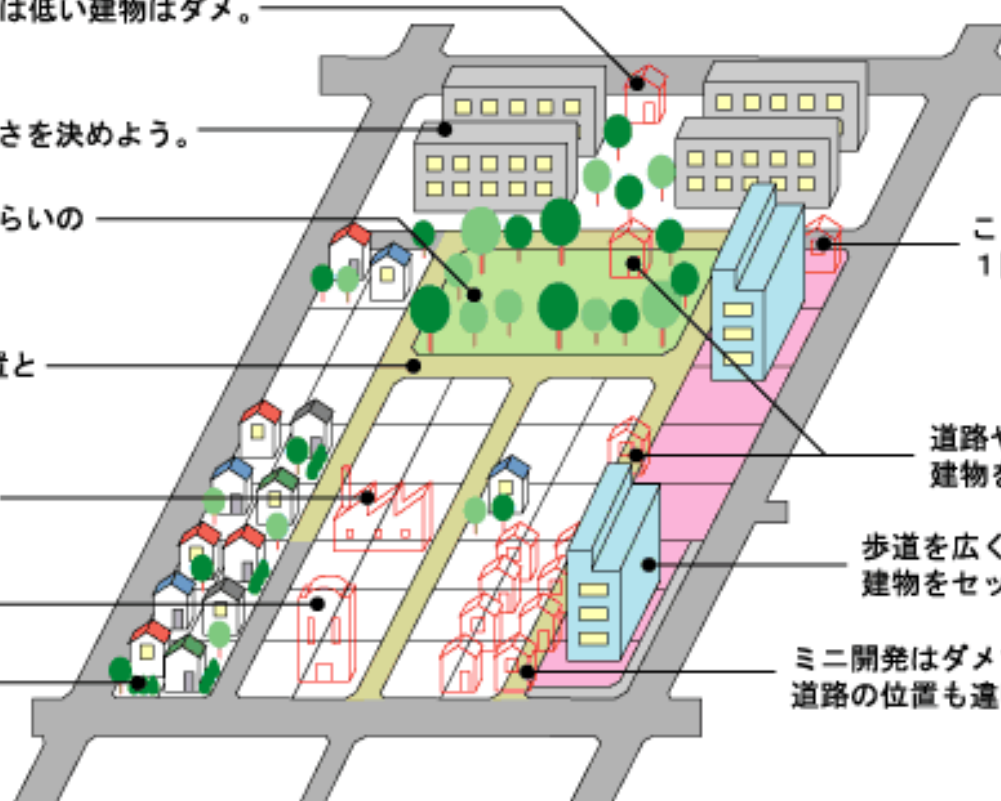 は低い建物はダメ。
さを決めよう。
らいの
こ
1
置と
道路や
建物を
歩道を広く
建物をセッ
ミニ開発はダメ
道路の位置も違